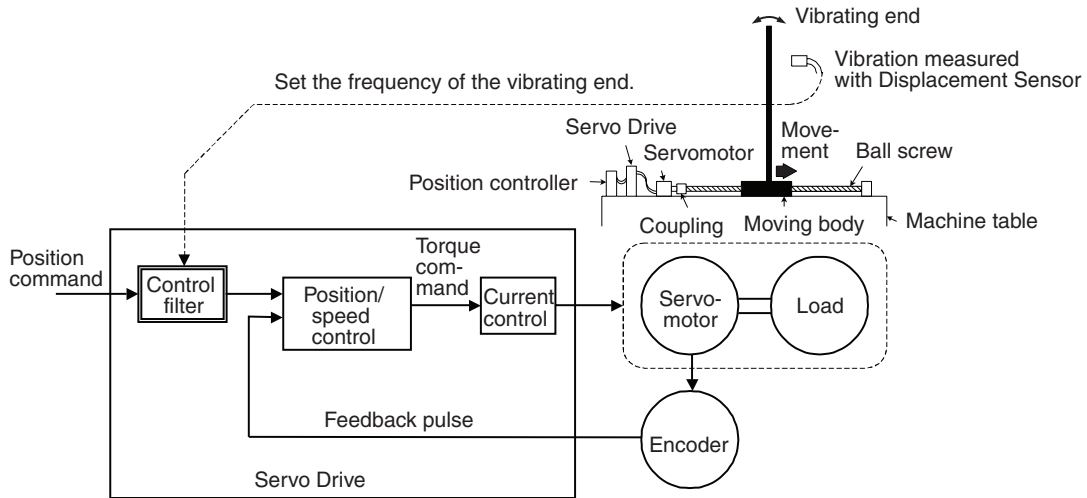 Vibrating end
Vibration measured
with Displacement Sensor
Set the frequency of the vibrating end.
Servo Drive
Servomotor
Move-
ment
Ball screw
Position controller
Coupling
Moving body
Machine table
Position
command
Control
filter
Position/
speed
control
Torque
com-
mand
Current
control
Servo-
motor
Load
Feedback pulse
Encoder
Servo Drive